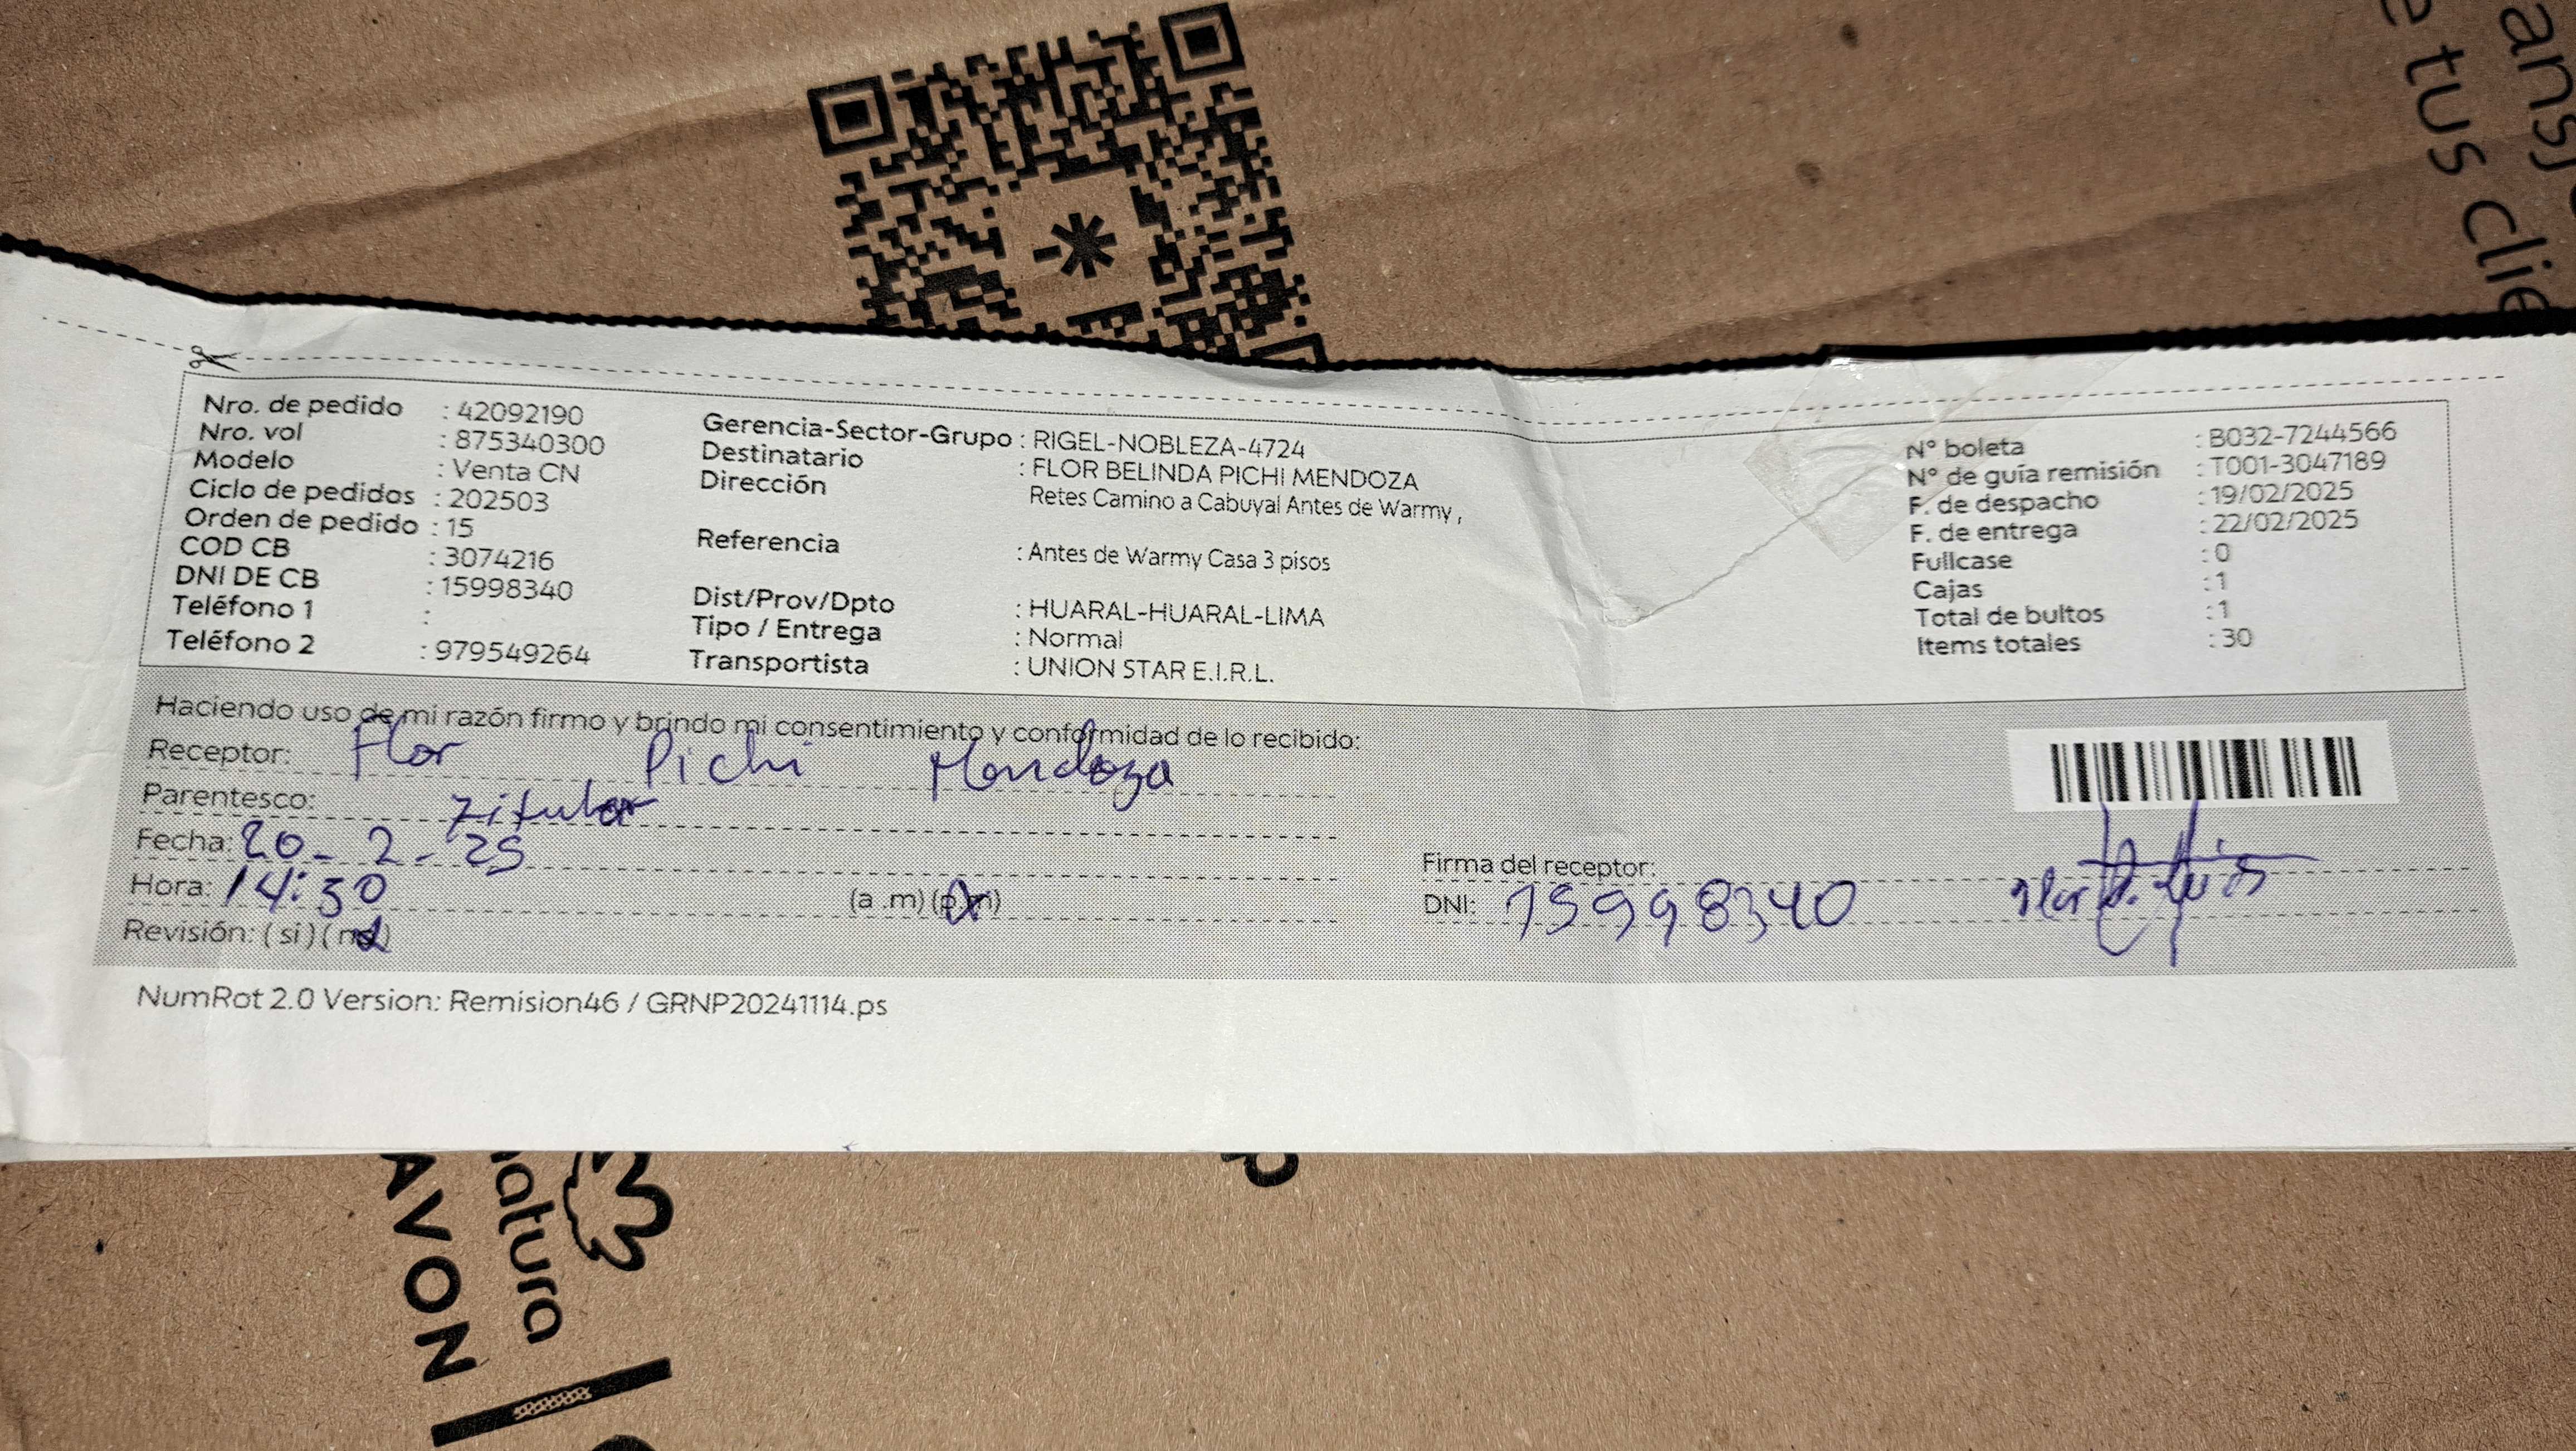 ans
e tus clie
Nro. de pedido : 42092190
Nro. vol : 875340300
Modelo : Venta CN
Ciclo de pedidos : 202503
Orden de pedido : 15
COD CB : 3074216
DNI DE CB : 15998340
Teléfono 1 :
Teléfono 2 : 979549264
Gerencia-Sector-Grupo : RIGEL-NOBLEZA-4724
Destinatario : FLOR BELINDA PICHI MENDOZA
Dirección Retes Camino a Cabuyal Antes de Warmy ,
Referencia : Antes de Warmy Casa 3 pisos
Dist/Prov/Dpto : HUARAL-HUARAL-LIMA
Tipo / Entrega : Normal
Transportista : UNION STAR E.I.R.L.
N° boleta : B032-7244566
N° de guía remisión : T001-3047189
F. de despacho : 19/02/2025
F. de entrega : 22/02/2025
Fullcase : 0
Cajas : 1
Total de bultos : 1
Items totales : 30
Haciendo uso de mi razón firmo y brindo mi consentimiento y conformidad de lo recibido:
Receptor: Flor Pichi Mendoza
Parentesco: titular
Fecha: 20 - 2 - 25
Hora: 14:30 (a .m) (p.m)
Revisión: ( si ) ( no )
Firma del receptor:
DNI: 15998340
NumRot 2.0 Version: Remision46 / GRNP20241114.ps
natura
AVON